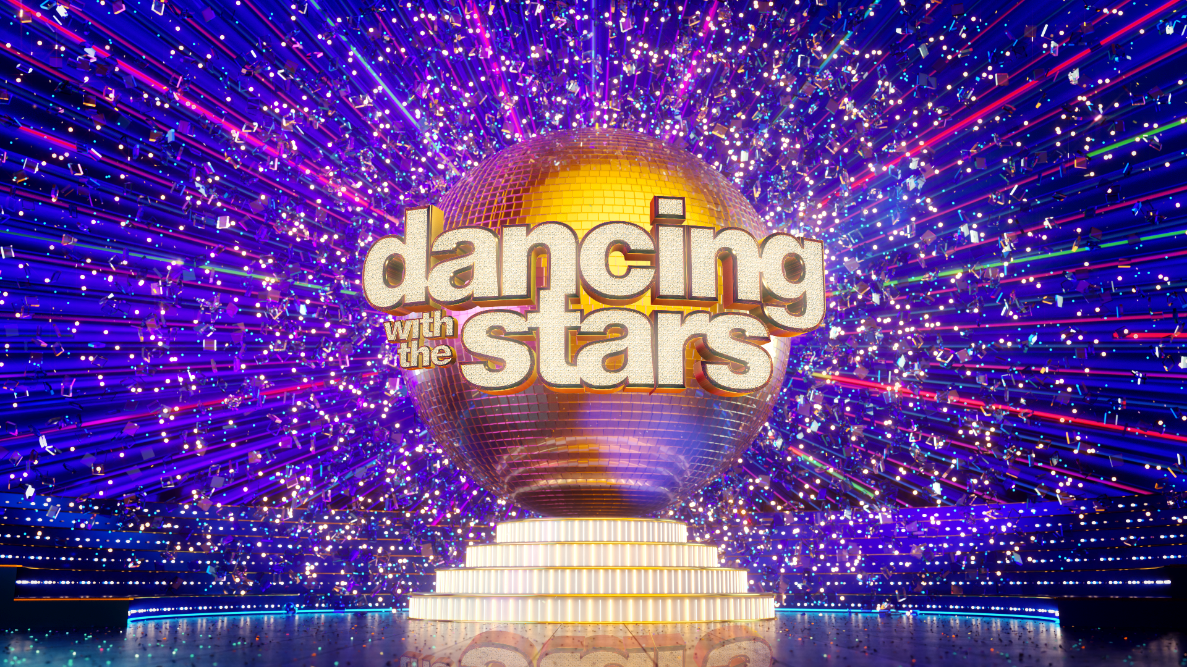 dancing
with
the
stars